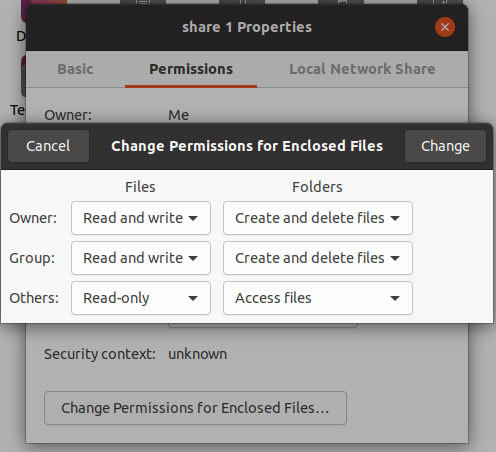 share 1 Properties
D
Basic Permissions Local Network Share
Te
Owner: Me
Cancel Change Permissions for Enclosed Files Change
Files Folders
Owner: Read and write Create and delete files
Group: Read and write Create and delete files
Others: Read-only Access files
Security context: unknown
Change Permissions for Enclosed Files…